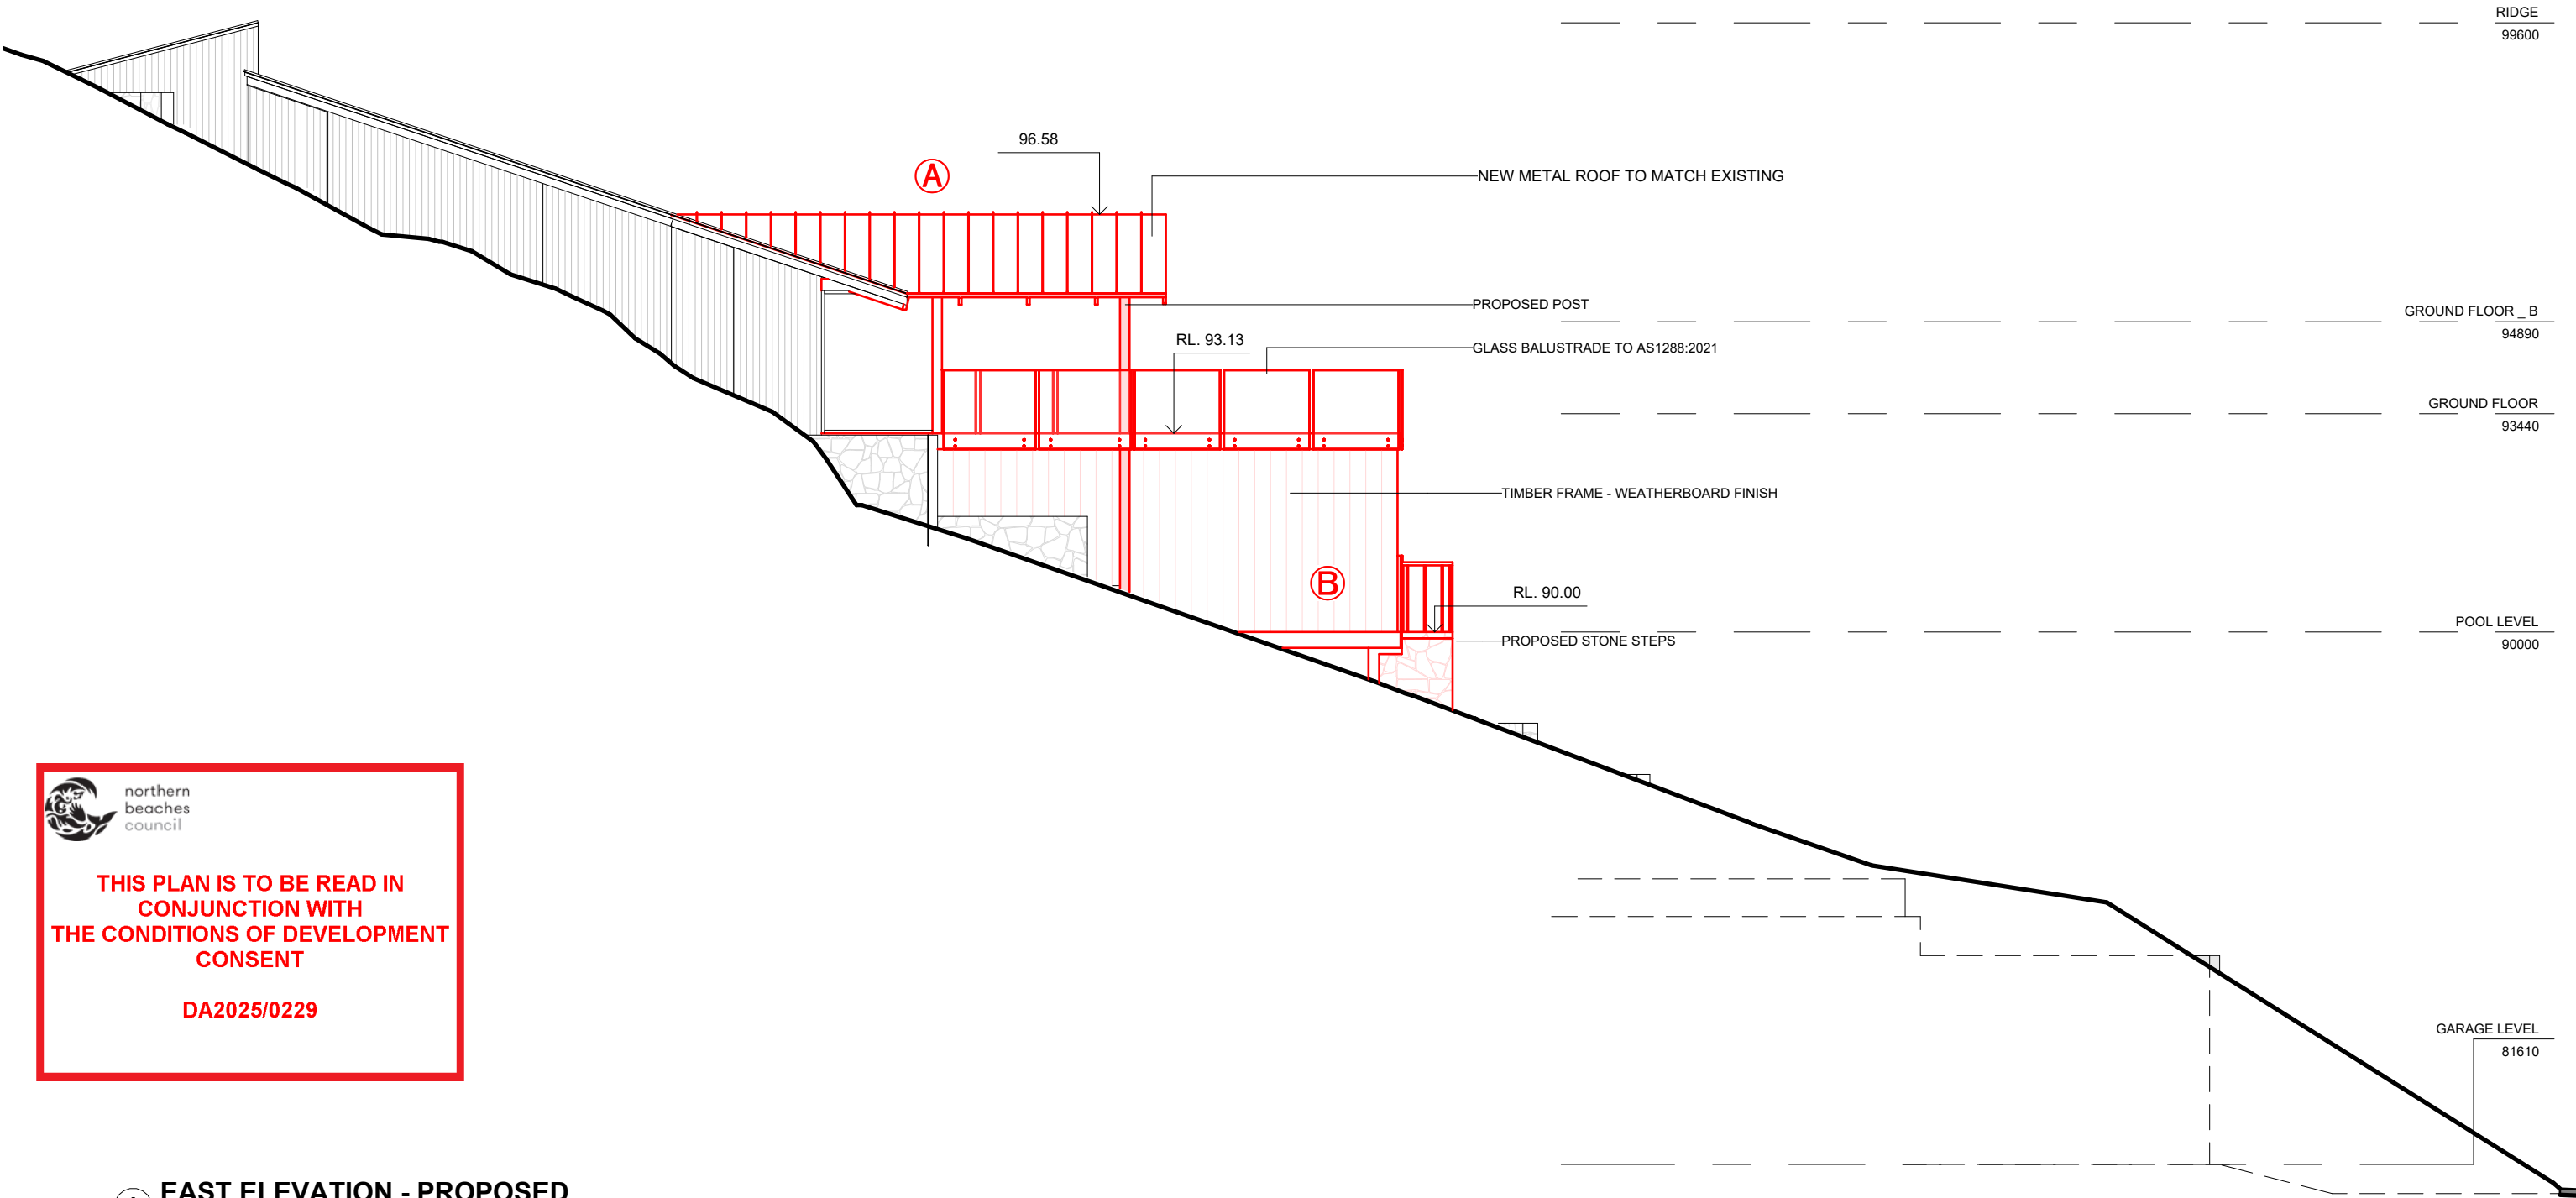 RIDGE
99600
96.58
A
NEW METAL ROOF TO MATCH EXISTING
PROPOSED POST
GROUND FLOOR _ B
94890
RL. 93.13
GLASS BALUSTRADE TO AS1288:2021
GROUND FLOOR
93440
TIMBER FRAME - WEATHERBOARD FINISH
B
RL. 90.00
PROPOSED STONE STEPS
POOL LEVEL
90000
northern
beaches
council
THIS PLAN IS TO BE READ IN
CONJUNCTION WITH
THE CONDITIONS OF DEVELOPMENT
CONSENT
DA2025/0229
GARAGE LEVEL
81610
EAST ELEVATION - PROPOSED